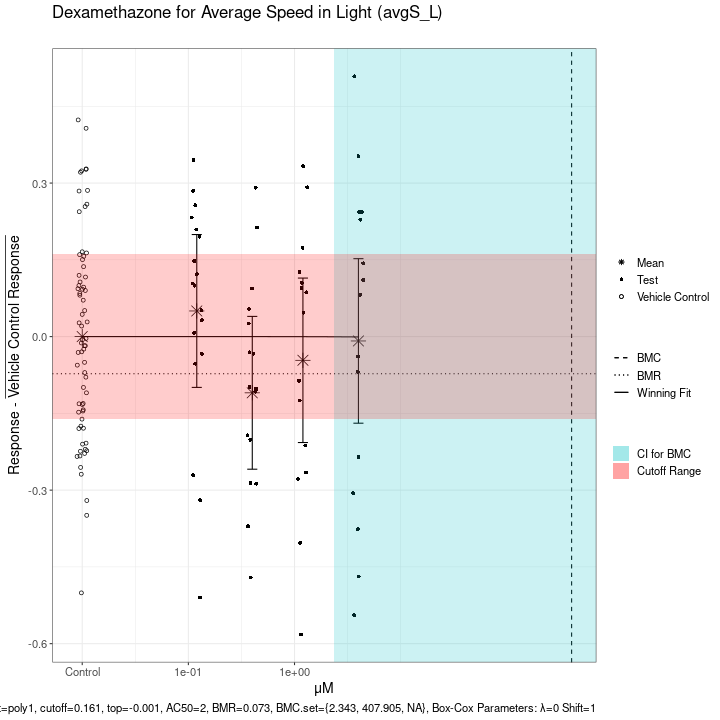 Dexamethazone for Average Speed in Light (avgS_L)
Response - Vehicle Control Response
0.3
0.0
-0.3
-0.6
Control
1e-01
1e+00
μM
Mean
Test
Vehicle Control
BMC
BMR
Winning Fit
CI for BMC
Cutoff Range
=poly1, cutoff=0.161, top=-0.001, AC50=2, BMR=0.073, BMC.set={2.343, 407.905, NA}, Box-Cox Parameters: λ=0 Shift=1